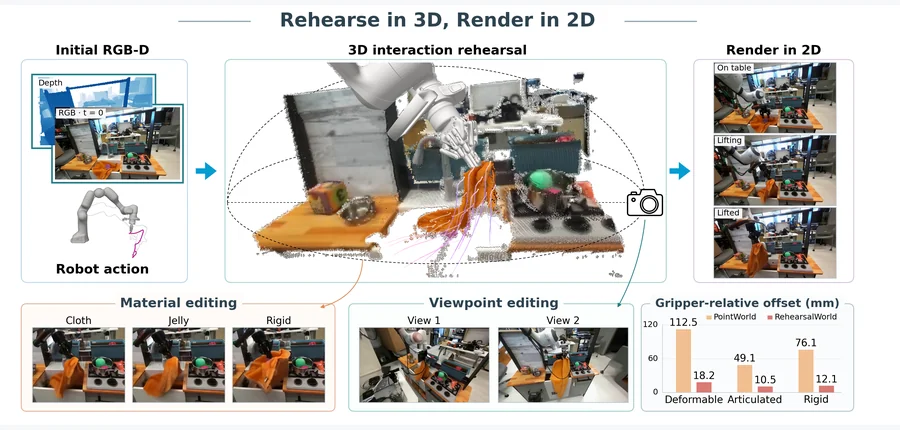 Rehearse in 3D, Render in 2D
Initial RGB-D
Depth
RGB · t = 0
Robot action
3D interaction rehearsal
Render in 2D
On table
Lifting
Lifted
Material editing
Cloth
Jelly
Rigid
Viewpoint editing
View 1
View 2
Gripper-relative offset (mm)
PointWorld
RehearsalWorld
120
60
0
112.5
18.2
49.1
10.5
76.1
12.1
Deformable
Articulated
Rigid